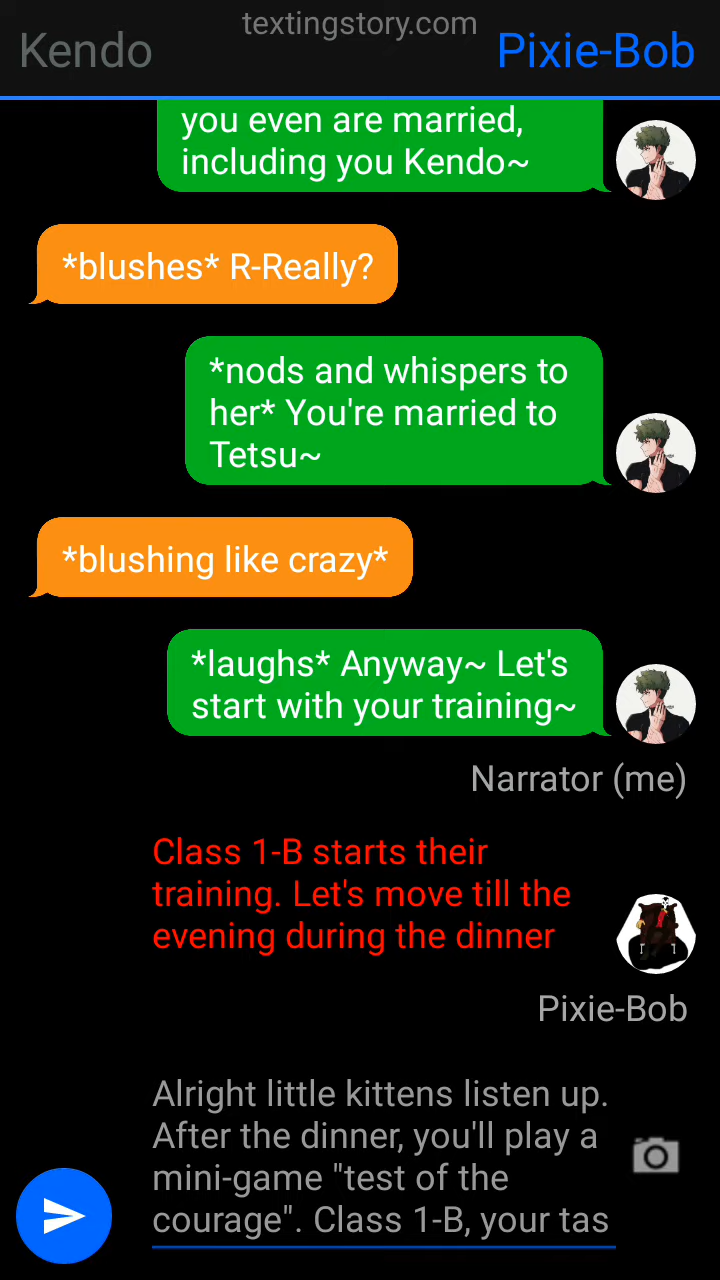 textingstory.com
Kendo
Pixie-Bob
you even are married,
including you Kendo~
*blushes* R-Really?
*nods and whispers to
her* You're married to
Tetsu~
*blushing like crazy*
*laughs* Anyway~ Let's
start with your training~
Narrator (me)
Class 1-B starts their
training. Let's move till the
evening during the dinner
Pixie-Bob
Alright little kittens listen up.
After the dinner, you'll play a
mini-game "test of the
courage". Class 1-B, your tas